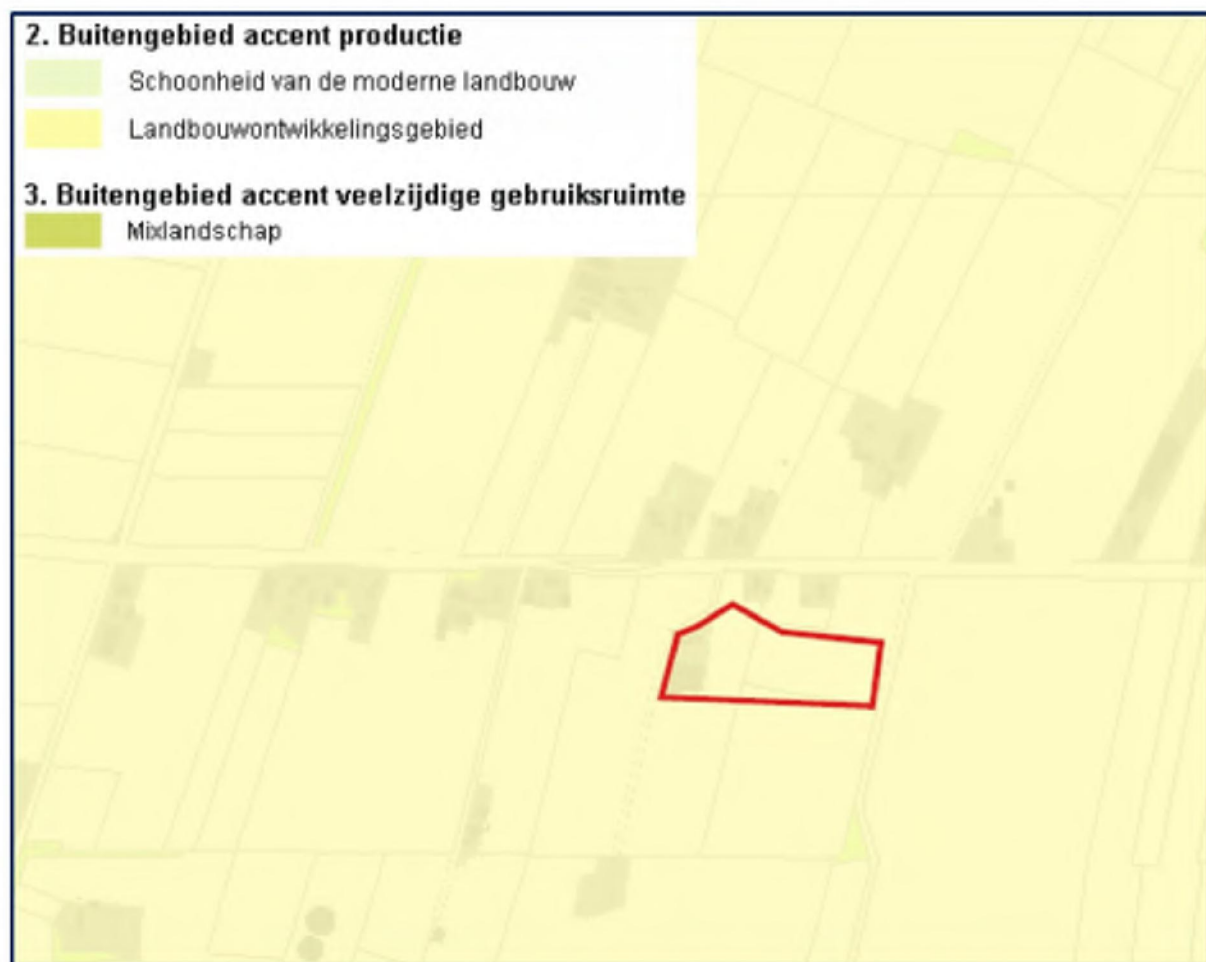 2. Buitengebied accent productie
Schoonheid van de moderne landbouw
Landbouwontwikkelingsgebied
3. Buitengebied accent veelzijdige gebruiksruimte
Mixlandschap